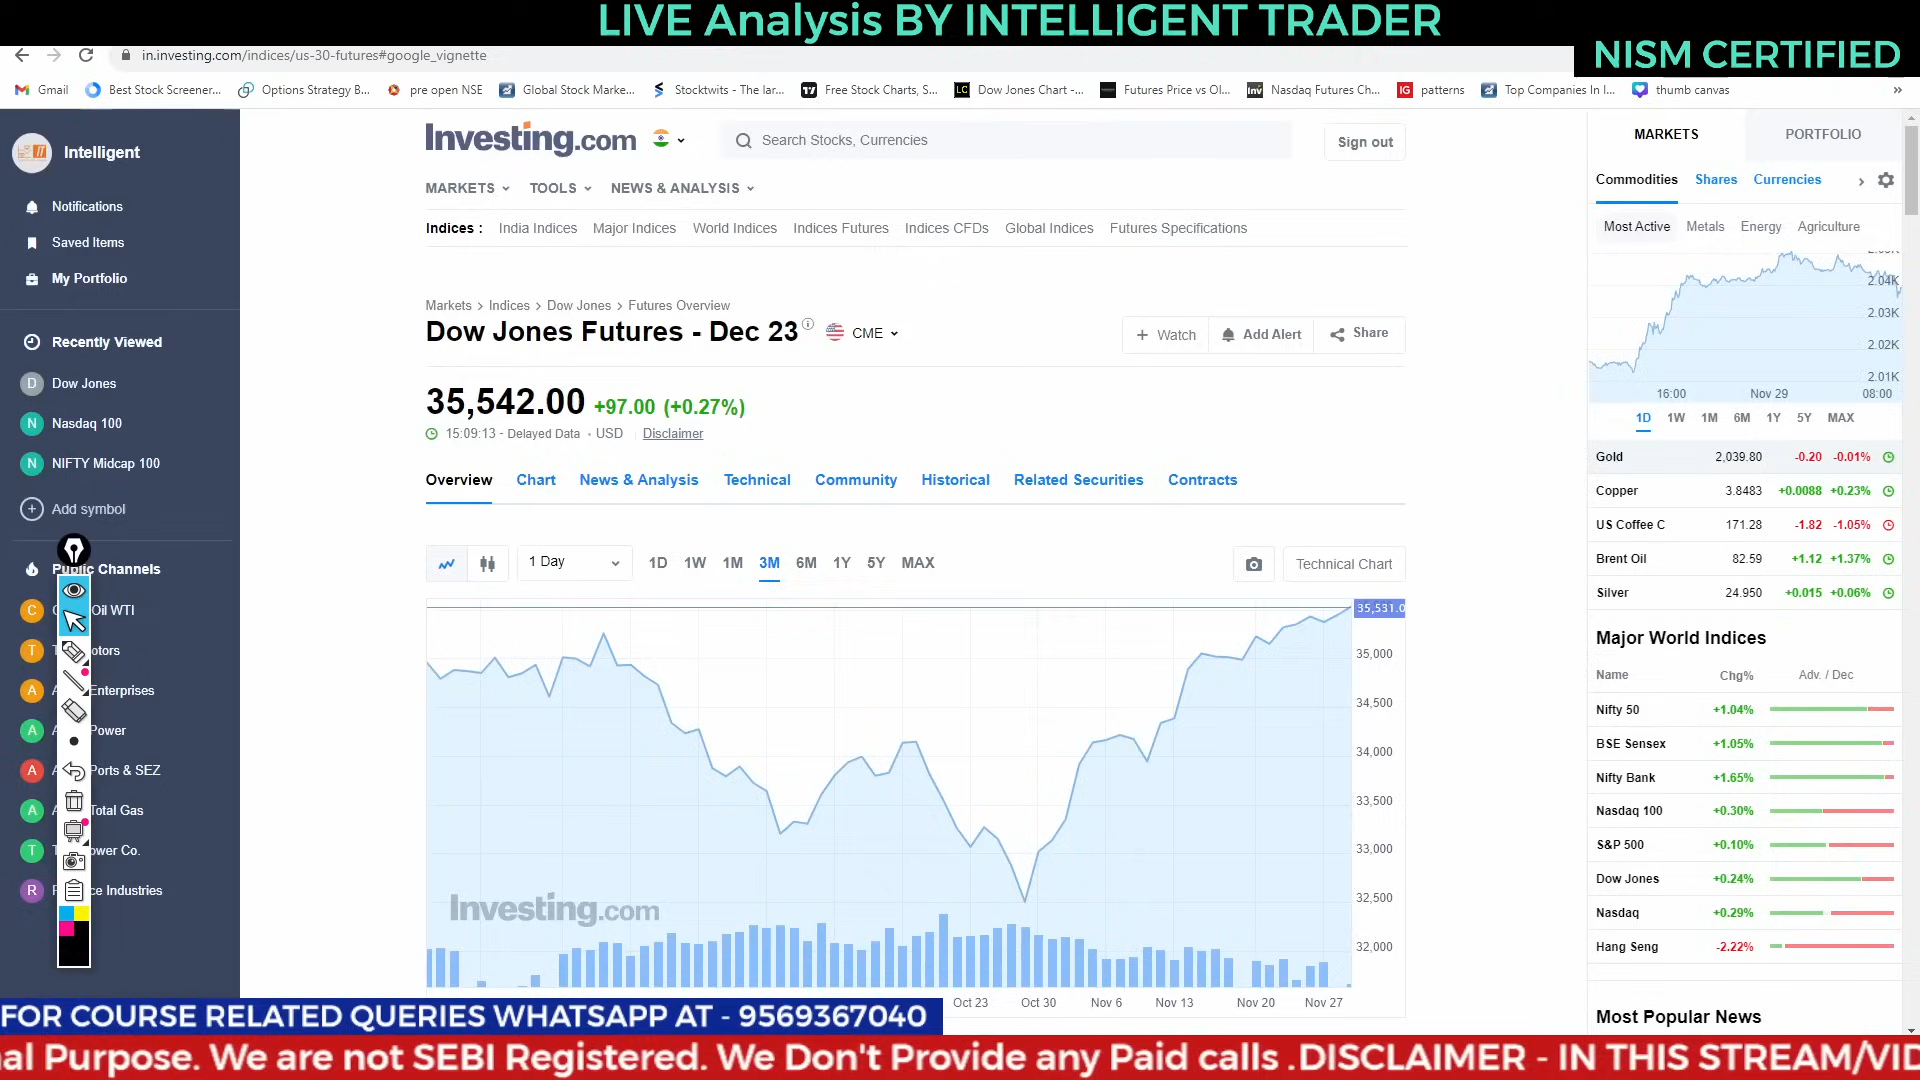 LIVE Analysis BY INTELLIGENT TRADER
NISM CERTIFIED
in.investing.com/indices/us-30-futures#google_vignette
Gmail
Best Stock Screener...
Options Strategy B...
pre open NSE
Global Stock Marke...
Stocktwits - The lar...
Free Stock Charts, S...
Dow Jones Chart -...
Futures Price vs Ol...
Nasdaq Futures Ch...
patterns
Top Companies In I...
thumb canvas
Intelligent
Notifications
Saved Items
My Portfolio
Recently Viewed
D Dow Jones
N Nasdaq 100
N NIFTY Midcap 100
Add symbol
Public Channels
C Oil WTI
T otors
A Enterprises
A Power
A Ports & SEZ
A Total Gas
T ower Co.
R ce Industries
Investing.com
Search Stocks, Currencies
Sign out
MARKETS TOOLS NEWS & ANALYSIS
Indices : India Indices Major Indices World Indices Indices Futures Indices CFDs Global Indices Futures Specifications
Markets > Indices > Dow Jones > Futures Overview
Dow Jones Futures - Dec 23
CME
+ Watch
Add Alert
Share
35,542.00 +97.00 (+0.27%)
15:09:13 - Delayed Data • USD Disclaimer
Overview Chart News & Analysis Technical Community Historical Related Securities Contracts
1 Day
1D 1W 1M 3M 6M 1Y 5Y MAX
Technical Chart
35,531.0
35,000
34,500
34,000
33,500
33,000
32,500
32,000
Investing.com
Oct 23 Oct 30 Nov 6 Nov 13 Nov 20 Nov 27
MARKETS PORTFOLIO
Commodities Shares Currencies
Most Active Metals Energy Agriculture
2.04K
2.03K
2.02K
2.01K
16:00 Nov 29 08:00
1D 1W 1M 6M 1Y 5Y MAX
Gold 2,039.80 -0.20 -0.01%
Copper 3.8483 +0.0088 +0.23%
US Coffee C 171.28 -1.82 -1.05%
Brent Oil 82.59 +1.12 +1.37%
Silver 24.950 +0.015 +0.06%
Major World Indices
Name Chg% Adv. / Dec
Nifty 50 +1.04%
BSE Sensex +1.05%
Nifty Bank +1.65%
Nasdaq 100 +0.30%
S&P 500 +0.10%
Dow Jones +0.24%
Nasdaq +0.29%
Hang Seng -2.22%
Most Popular News
FOR COURSE RELATED QUERIES WHATSAPP AT - 9569367040
nal Purpose. We are not SEBI Registered. We Don't Provide any Paid calls .DISCLAIMER - IN THIS STREAM/VID